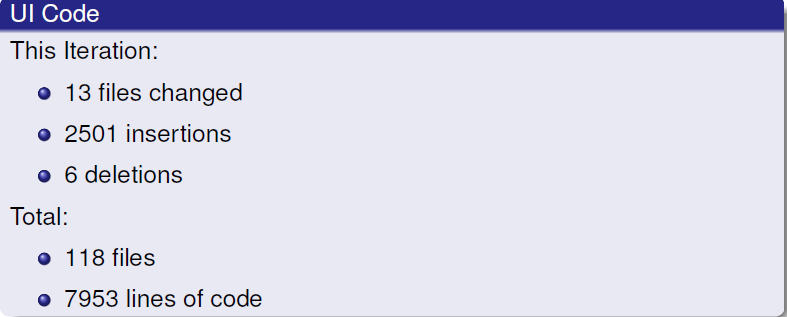 UI Code
This Iteration:
13 files changed
2501 insertions
6 deletions
Total:
118 files
7953 lines of code